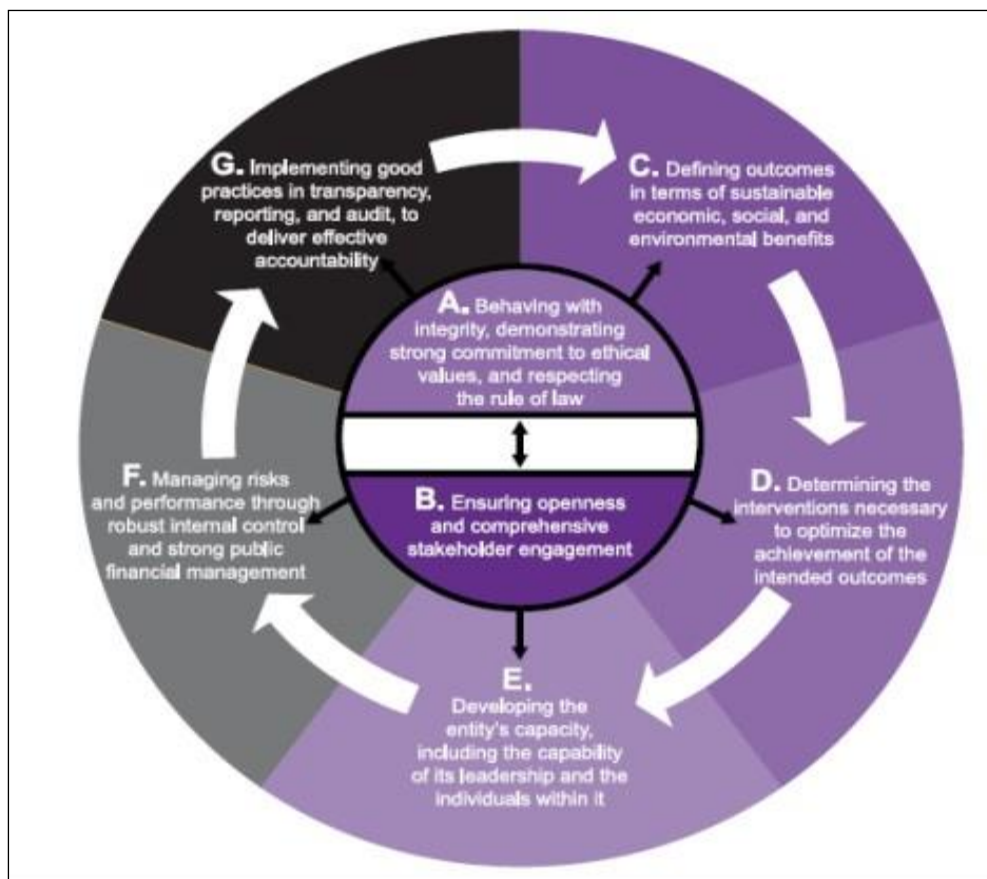 G. Implementing good
practices in transparency,
reporting, and audit, to
deliver effective
accountability
C. Defining outcomes
in terms of sustainable
economic, social, and
environmental benefits
A. Behaving with
integrity, demonstrating
strong commitment to ethical
values, and respecting
the rule of law
B. Ensuring openness
and comprehensive
stakeholder engagement
D. Determining the
interventions necessary
to optimize the
achievement of the
intended outcomes
E.
Developing the
entity's capacity,
including the capability
of its leadership and the
individuals within it
F. Managing risks
and performance through
robust internal control
and strong public
financial management